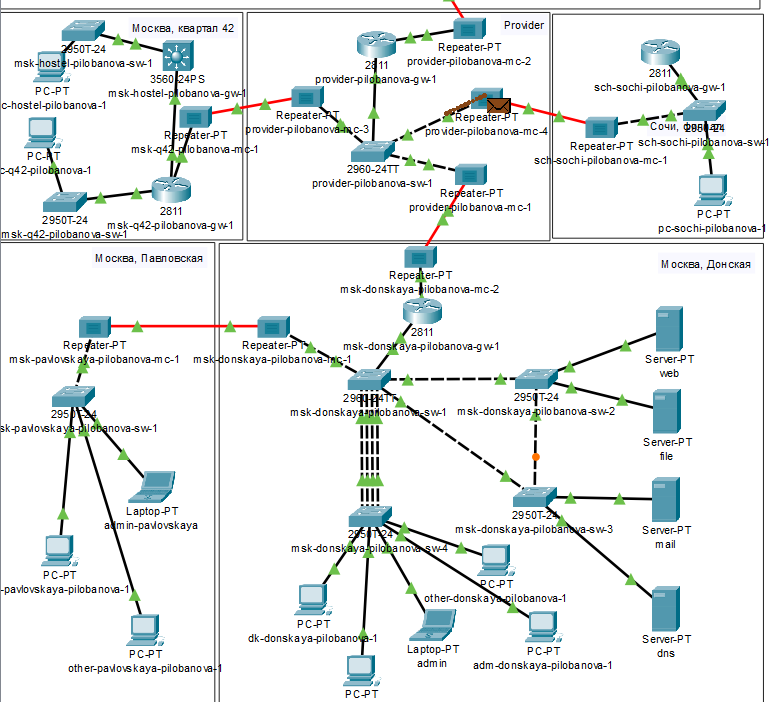 Москва, квартал 42
2950T-24
msk-hostel-pilobanova-sw-1
PC-PT
c-hostel-pilobanova-1
3560-24PS
msk-hostel-pilobanova-gw-1
Repeater-PT
msk-q42-pilobanova-mc-1
PC-PT
c-q42-pilobanova-1
2950T-24
msk-q42-pilobanova-sw-1
2811
msk-q42-pilobanova-gw-1
Provider
2811
provider-pilobanova-gw-1
Repeater-PT
provider-pilobanova-mc-2
Repeater-PT
provider-pilobanova-mc-3
Repeater-PT
provider-pilobanova-mc-4
2960-24TT
provider-pilobanova-sw-1
Repeater-PT
provider-pilobanova-mc-1
2811
sch-sochi-pilobanova-gw-1
Repeater-PT
sch-sochi-pilobanova-mc-1
Сочи,
2950T-24
sch-sochi-pilobanova-sw-1
PC-PT
pc-sochi-pilobanova-1
Москва, Павловская
Repeater-PT
msk-pavlovskaya-pilobanova-mc-1
2950T-24
sk-pavlovskaya-pilobanova-sw-1
Laptop-PT
admin-pavlovskaya
PC-PT
-pavlovskaya-pilobanova-1
PC-PT
other-pavlovskaya-pilobanova-1
Москва, Донская
Repeater-PT
msk-donskaya-pilobanova-mc-2
2811
msk-donskaya-pilobanova-gw-1
Repeater-PT
msk-donskaya-pilobanova-mc-1
2960-24TT
msk-donskaya-pilobanova-sw-1
2950T-24
msk-donskaya-pilobanova-sw-2
Server-PT
web
Server-PT
file
2950T-24
msk-donskaya-pilobanova-sw-3
Server-PT
mail
Server-PT
dns
2950T-24
msk-donskaya-pilobanova-sw-4
PC-PT
other-donskaya-pilobanova-1
PC-PT
dk-donskaya-pilobanova-1
Laptop-PT
admin
PC-PT
adm-donskaya-pilobanova-1
PC-PT